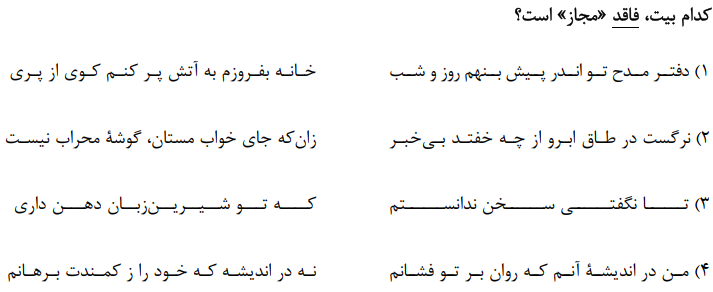 کدام بیت، فاقد «مجاز» است؟
۱) دفتر مدح تو اندر پیش بنهم روز و شب خانه بفروزم به آتش پر کنم کوی از پری
۲) نرگست در طاق ابرو از چه خفتد بی‌خبر زان‌که جای خواب مستان، گوشهٔ محراب نیست
۳) تا نگفتی سخن ندانستم که تو شیرین‌زبان دهن داری
۴) من در اندیشهٔ آنم که روان بر تو فشانم نه در اندیشه که خود را ز کمندت برهانم